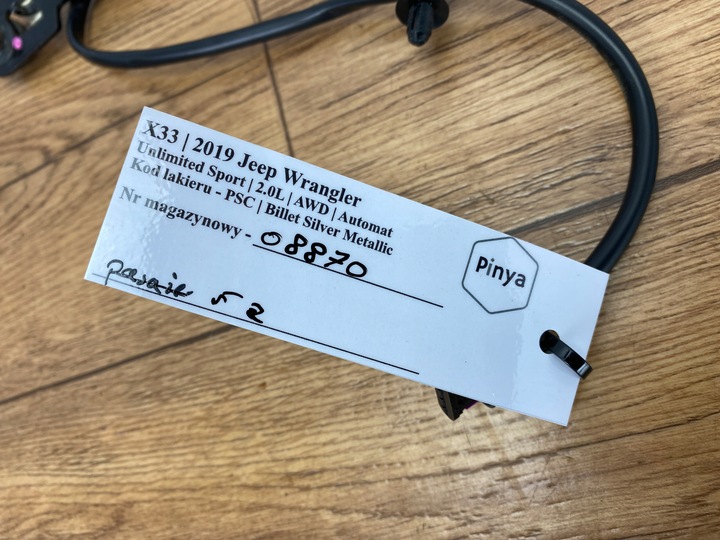 X33 | 2019 Jeep Wrangler
Unlimited Sport | 2.0L | AWD | Automat
Kod lakieru - PSC | Billet Silver Metallic
Nr magazynowy - 08870
Pinya